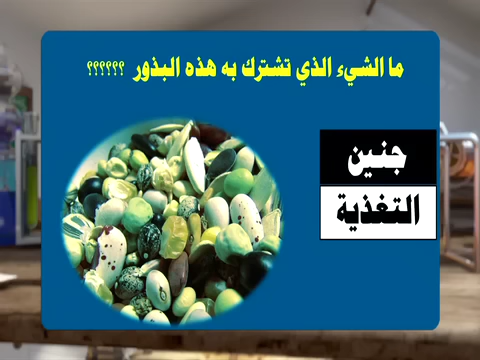 ما الشيء الذي تشترك به هذه البذور ؟؟؟؟؟؟
جنين
التغذية